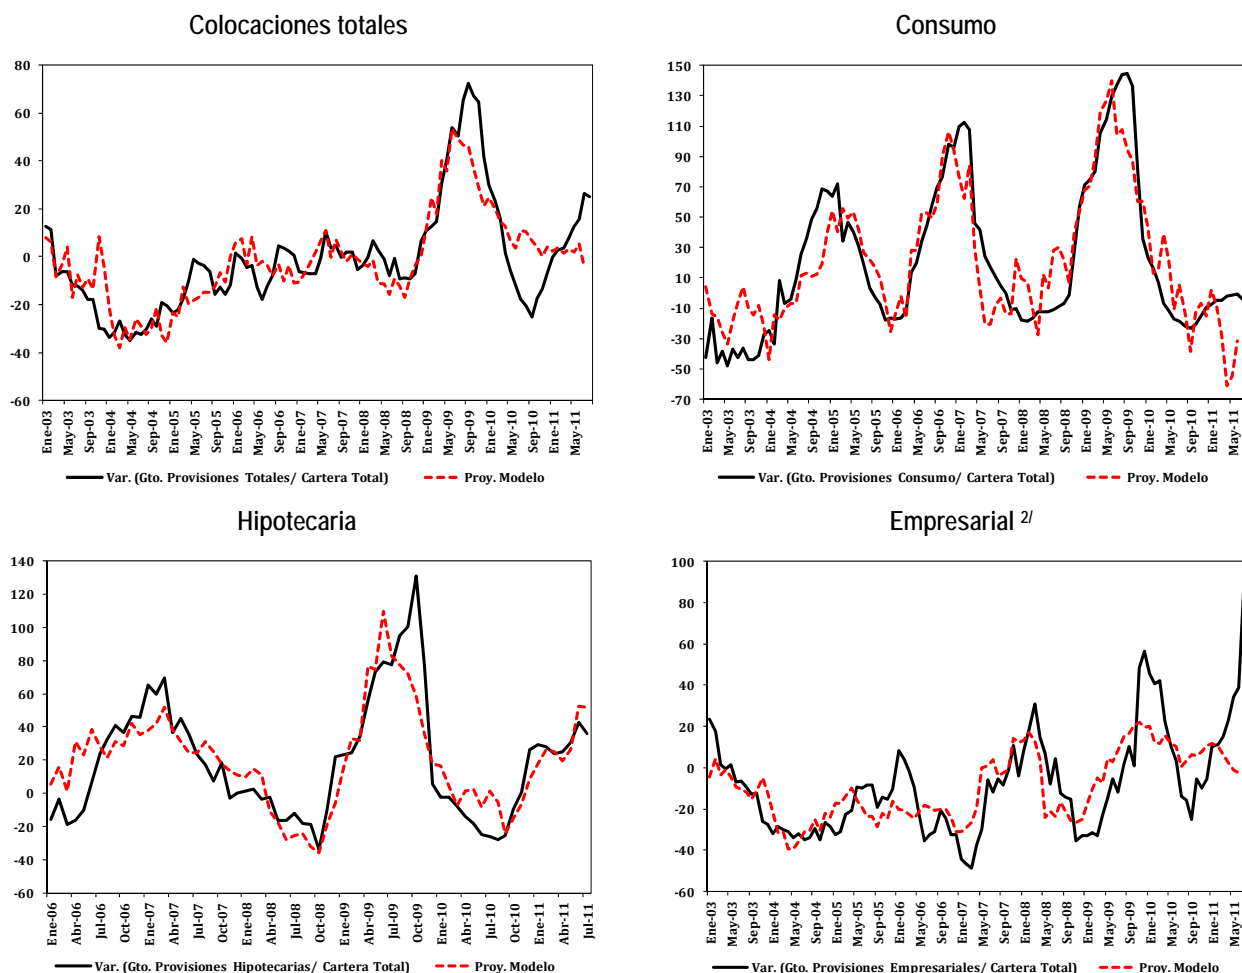 Colocaciones totales
80
60
40
20
0
-20
-40
-60
Ene-03
May-03
Sep-03
Ene-04
May-04
Sep-04
Ene-05
May-05
Sep-05
Ene-06
May-06
Sep-06
Ene-07
May-07
Sep-07
Ene-08
May-08
Sep-08
Ene-09
May-09
Sep-09
Ene-10
May-10
Sep-10
Ene-11
May-11
Var. (Gto. Provisiones Totales/ Cartera Total) Proy. Modelo
Consumo
150
130
110
90
70
50
30
10
-10
-30
-50
-70
Ene-03
May-03
Sep-03
Ene-04
May-04
Sep-04
Ene-05
May-05
Sep-05
Ene-06
May-06
Sep-06
Ene-07
May-07
Sep-07
Ene-08
May-08
Sep-08
Ene-09
May-09
Sep-09
Ene-10
May-10
Sep-10
Ene-11
May-11
Var. (Gto. Provisiones Consumo/ Cartera Total) Proy. Modelo
Hipotecaria
140
120
100
80
60
40
20
0
-20
-40
-60
Ene-06
Abr-06
Jul-06
Oct-06
Ene-07
Abr-07
Jul-07
Oct-07
Ene-08
Abr-08
Jul-08
Oct-08
Ene-09
Abr-09
Jul-09
Oct-09
Ene-10
Abr-10
Jul-10
Oct-10
Ene-11
Abr-11
Jul-11
Var. (Gto. Provisiones Hipotecarias/ Cartera Total) Proy. Modelo
Empresarial 2/
100
80
60
40
20
0
-20
-40
-60
Ene-03
May-03
Sep-03
Ene-04
May-04
Sep-04
Ene-05
May-05
Sep-05
Ene-06
May-06
Sep-06
Ene-07
May-07
Sep-07
Ene-08
May-08
Sep-08
Ene-09
May-09
Sep-09
Ene-10
May-10
Sep-10
Ene-11
May-11
Var. (Gto. Provisiones Empresariales/ Cartera Total) Proy. Modelo